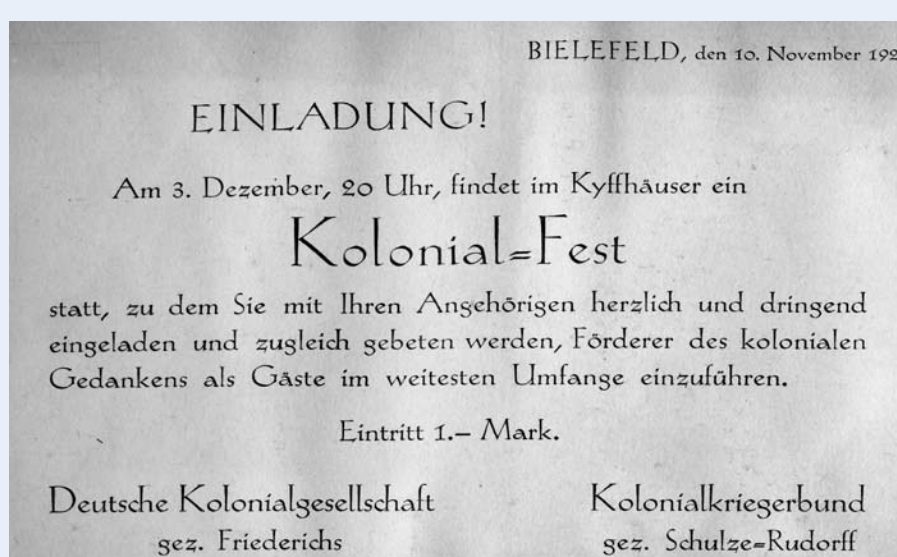 BIELEFELD, den 10. November
EINLADUNG!
Am 3. Dezember, 20 Uhr, findet im Kyffhäuser ein
Kolonial=Fest
statt, zu dem Sie mit Ihren Angehörigen herzlich und dringend
eingeladen und zugleich gebeten werden, Förderer des kolonialen
Gedankens als Gäste im weitesten Umfange einzuführen.
Eintritt 1.– Mark.
Deutsche Kolonialgesellschaft
gez. Friederichs
Kolonialkriegerbund
gez. Schulze=Rudorff